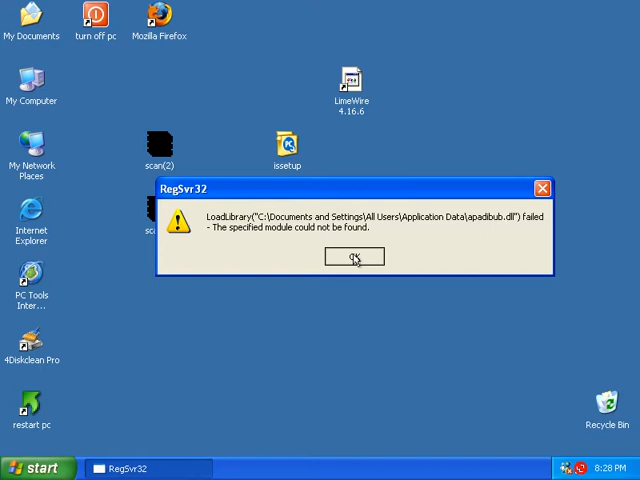 My Documents
turn off pc
Mozilla Firefox
My Computer
LimeWire
4.16.6
My Network
Places
scan(2)
issetup
RegSvr32
LoadLibrary("C:\Documents and Settings\All Users\Application Data\apadibub.dll") failed
- The specified module could not be found.
OK
Internet
Explorer
PC Tools
Inter...
4Diskclean Pro
restart pc
Recycle Bin
start
RegSvr32
8:28 PM